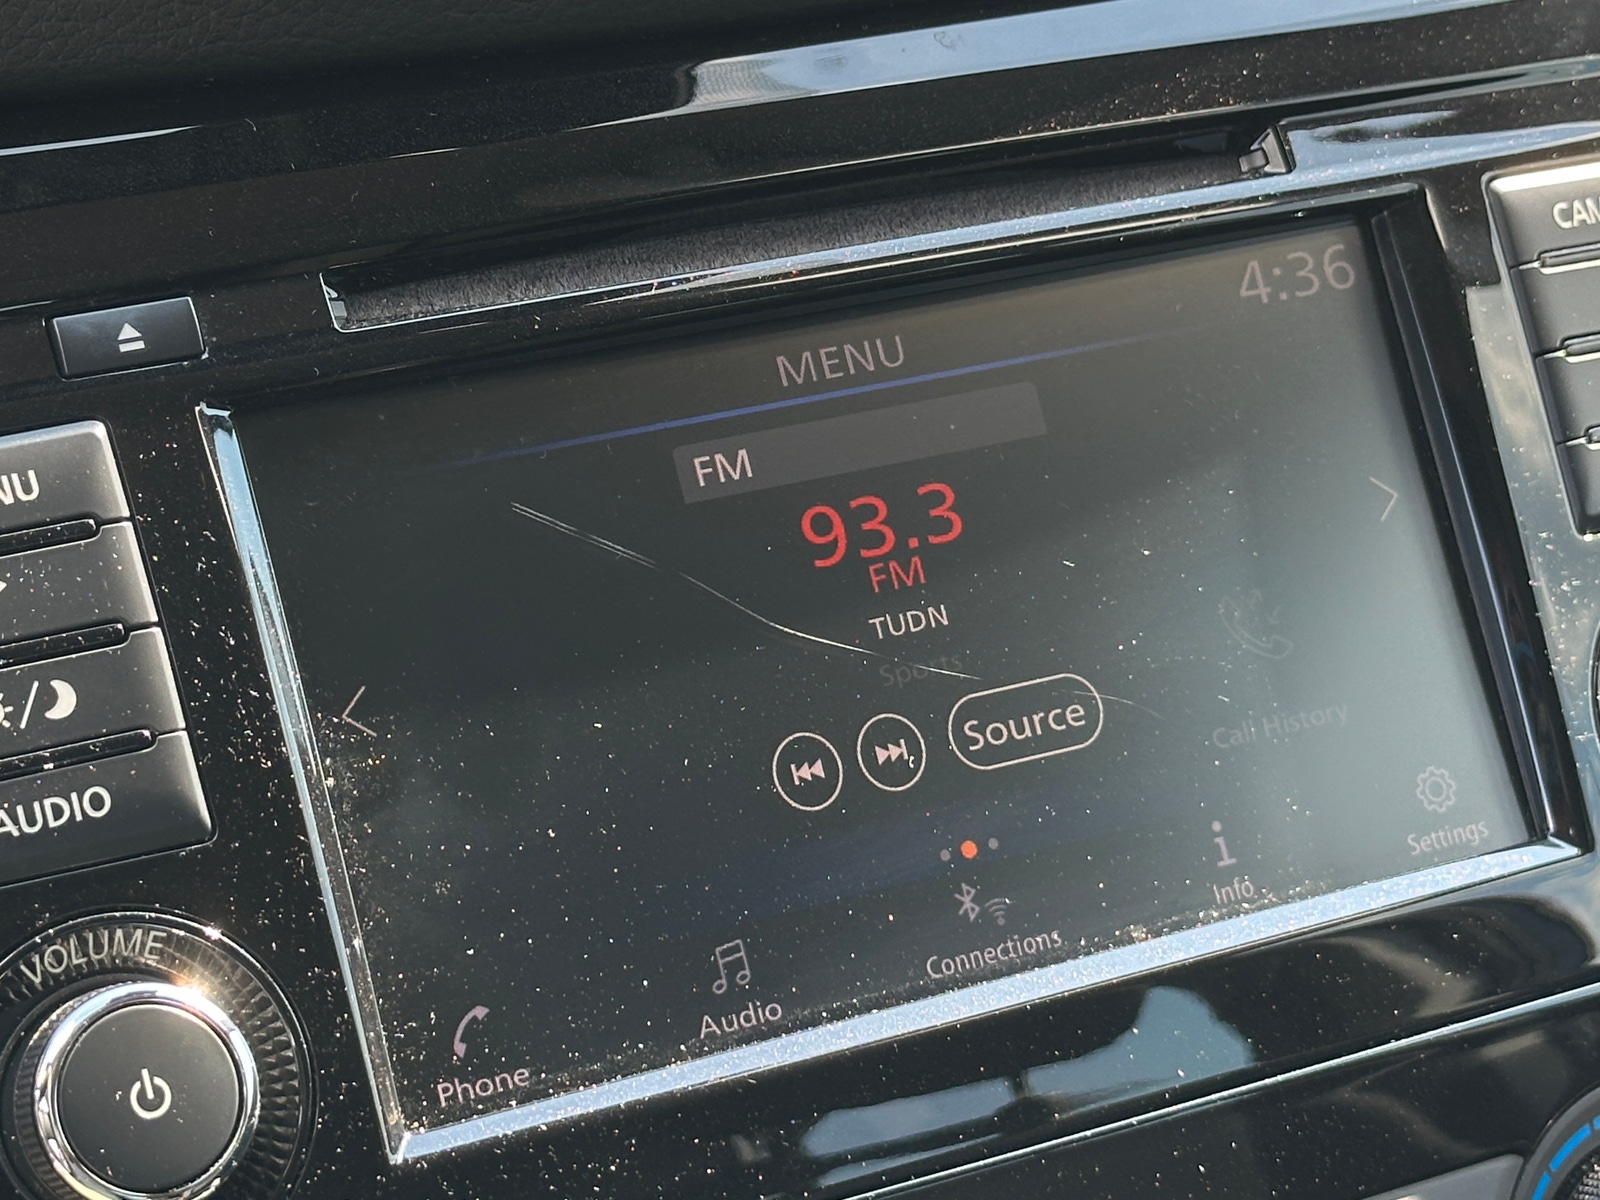 CAM
4:36
MENU
FM
93.3
FM
TUDN
Sports
Source
NU
AUDIO
Call History
Settings
Info
Connections
Audio
Phone
VOLUME